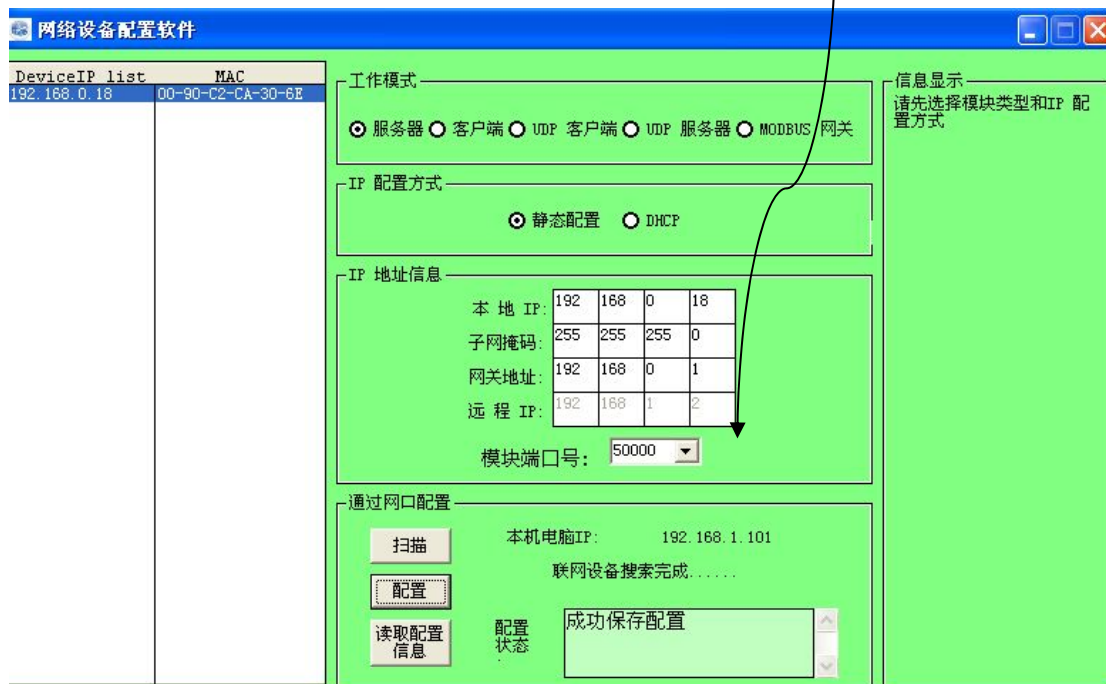 网络设备配置软件
DeviceIP list MAC
192.168.0.18 00-90-C2-CA-30-6E
工作模式
服务器 客户端 UDP 客户端 UDP 服务器 MODBUS 网关
IP 配置方式
静态配置 DHCP
IP 地址信息
本 地 IP: 192 168 0 18
子网掩码: 255 255 255 0
网关地址: 192 168 0 1
远 程 IP: 192 168 1 2
模块端口号: 50000
通过网口配置
扫描
本机电脑IP: 192.168.1.101
联网设备搜索完成......
配置
读取配置
信息
配置
状态
成功保存配置
信息显示
请先选择模块类型和IP 配
置方式